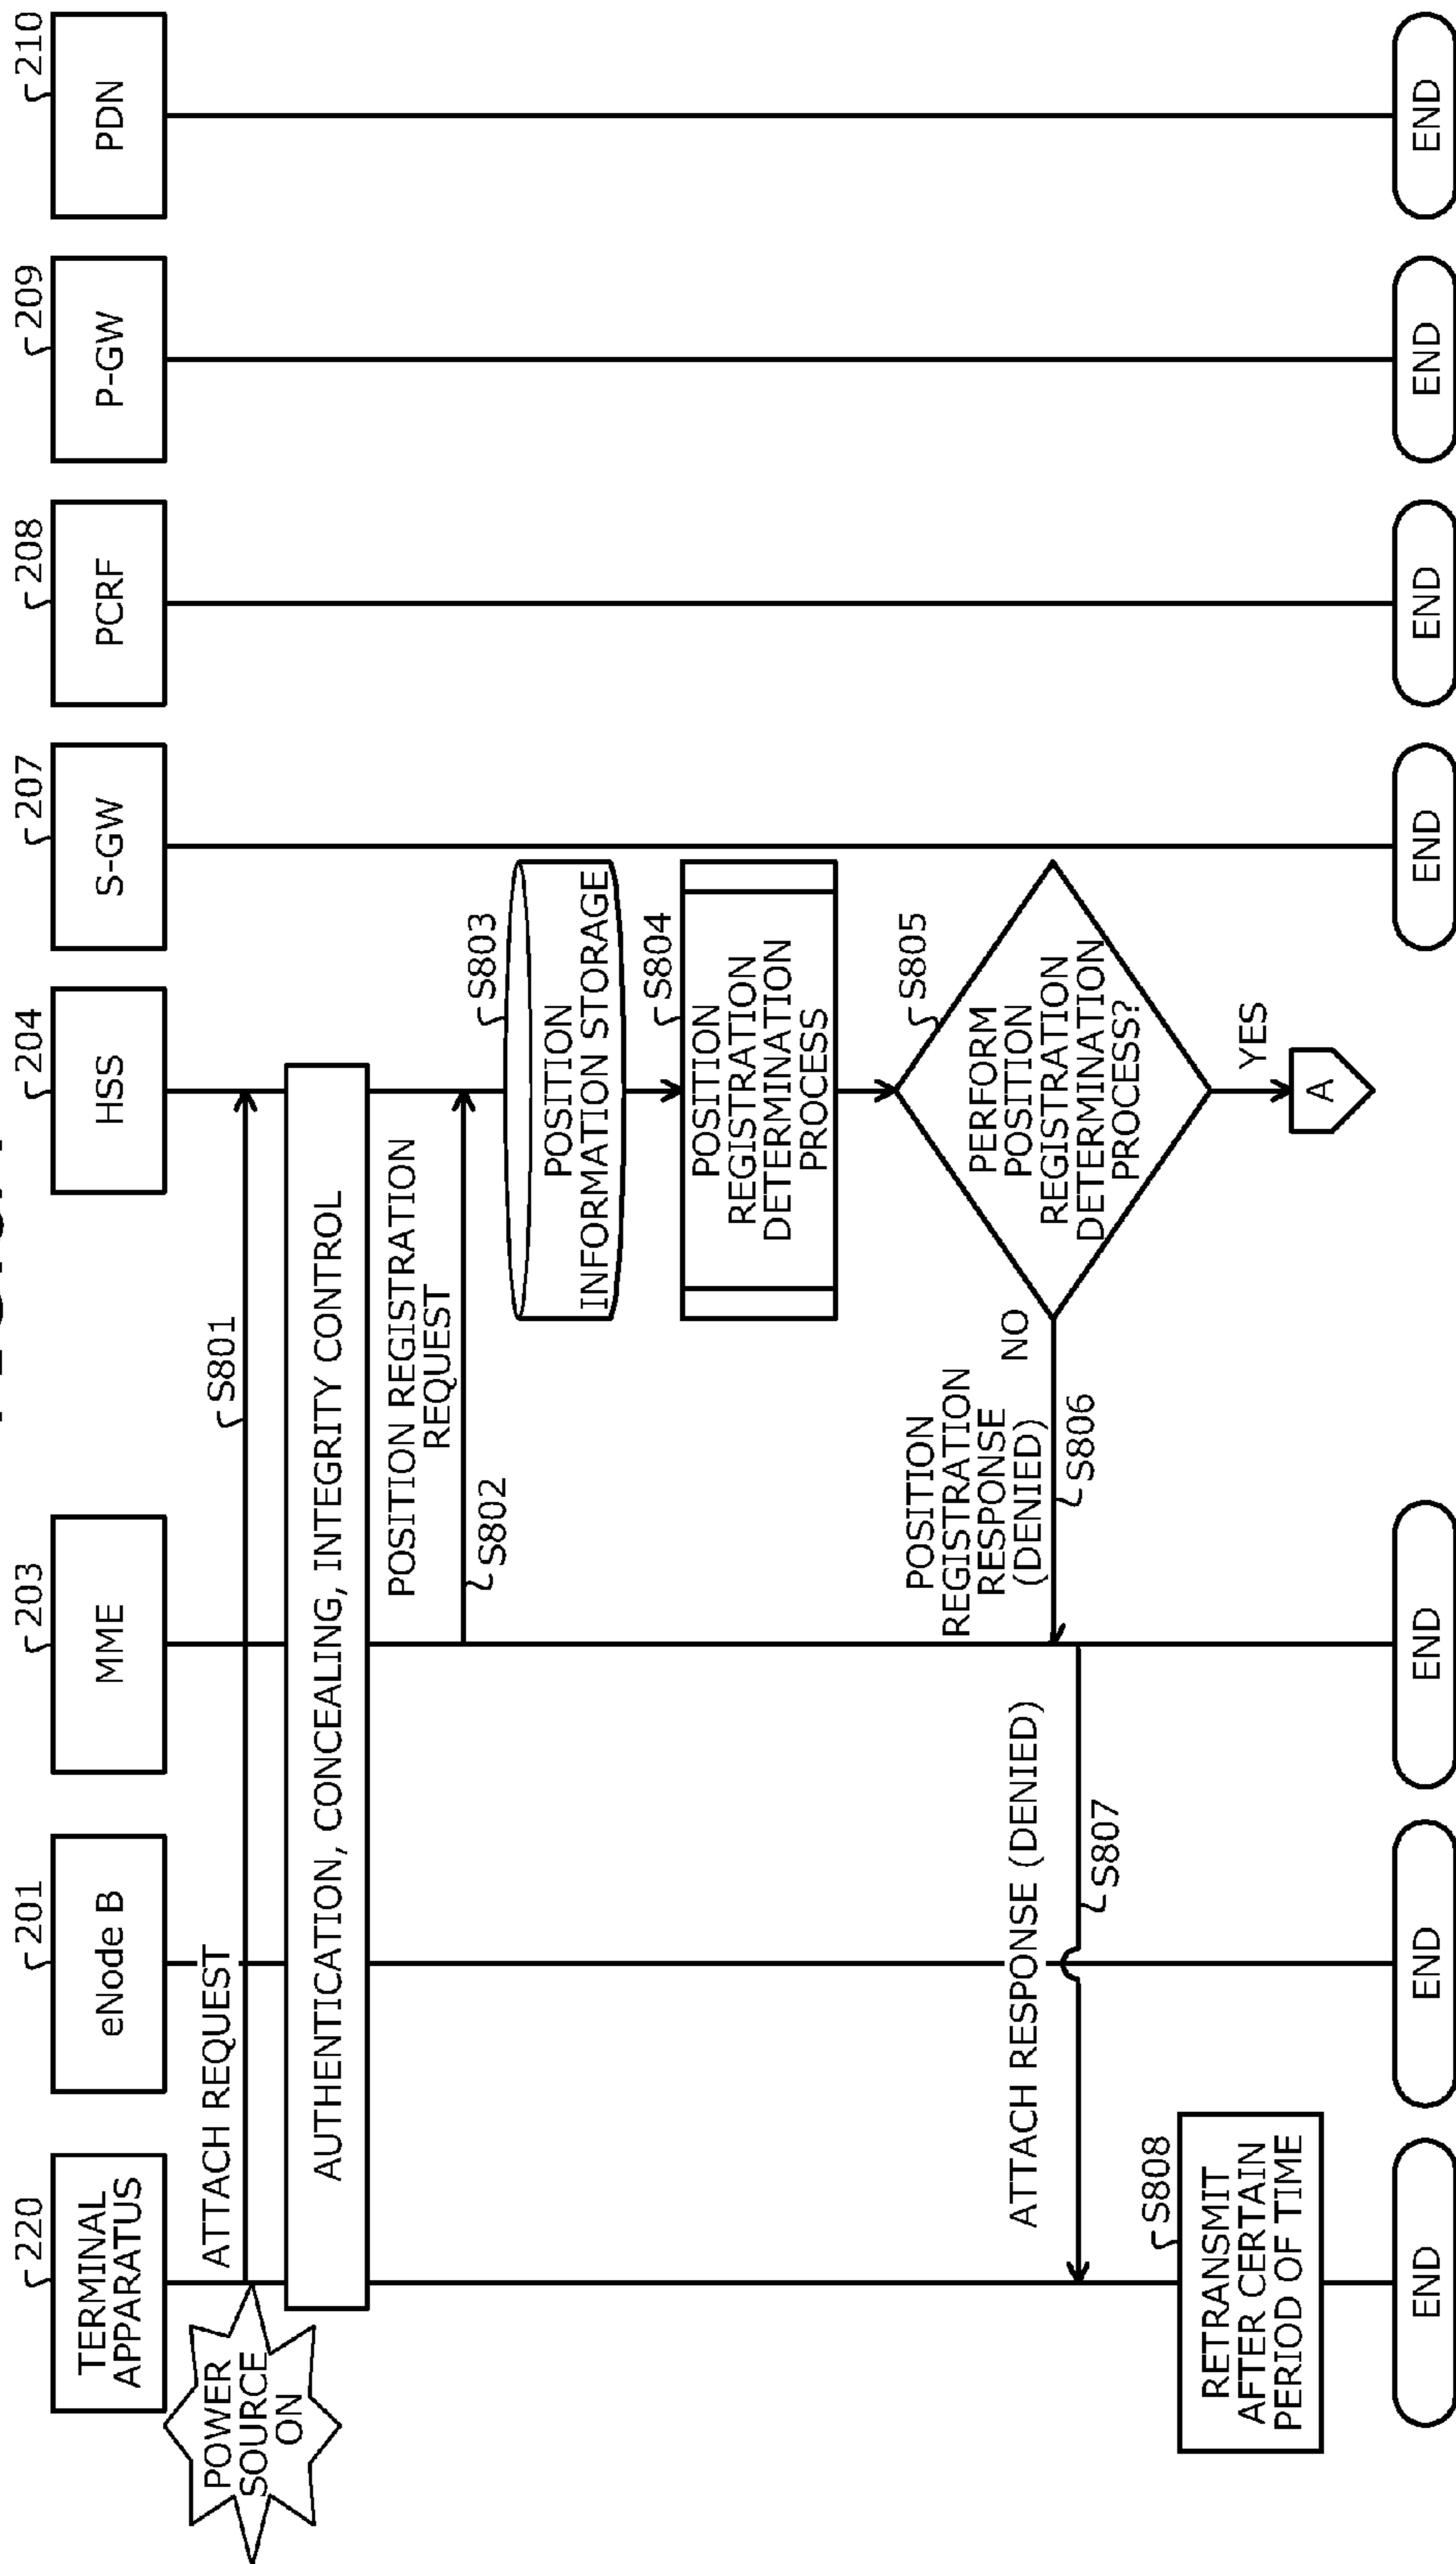 220
TERMINAL
APPARATUS
201
eNode B
203
MME
204
HSS
207
S-GW
208
PCRF
209
P-GW
210
PDN
POWER
SOURCE
ON
ATTACH REQUEST
S801
AUTHENTICATION, CONCEALING, INTEGRITY CONTROL
POSITION REGISTRATION
REQUEST
S802
S803
POSITION
INFORMATION STORAGE
S804
POSITION
REGISTRATION
DETERMINATION
PROCESS
S805
PERFORM
POSITION
REGISTRATION
DETERMINATION
PROCESS?
NO
YES
POSITION
REGISTRATION
RESPONSE
(DENIED)
S806
A
ATTACH RESPONSE (DENIED)
S807
S808
RETRANSMIT
AFTER CERTAIN
PERIOD OF TIME
END
END
END
END
END
END
END